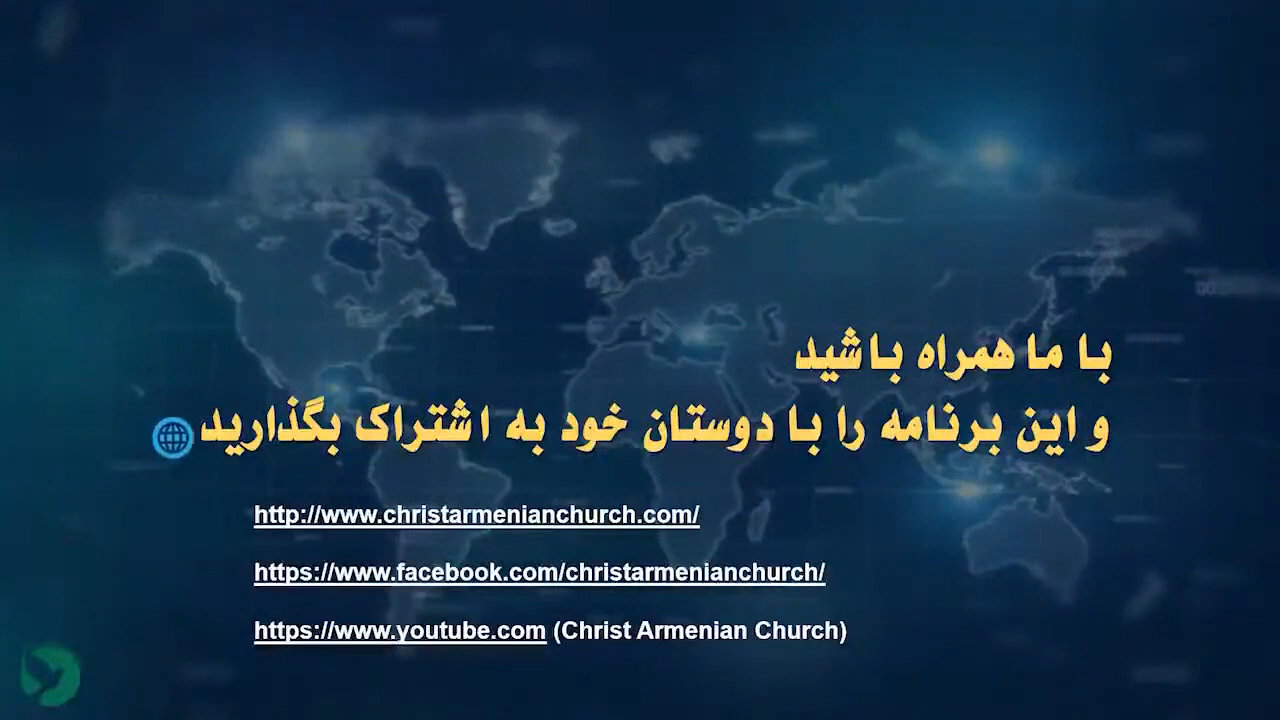 با ما همراه باشید
و این برنامه را با دوستان خود به اشتراک بگذارید
http://www.christarmenianchurch.com/
https://www.facebook.com/christarmenianchurch/
https://www.youtube.com (Christ Armenian Church)